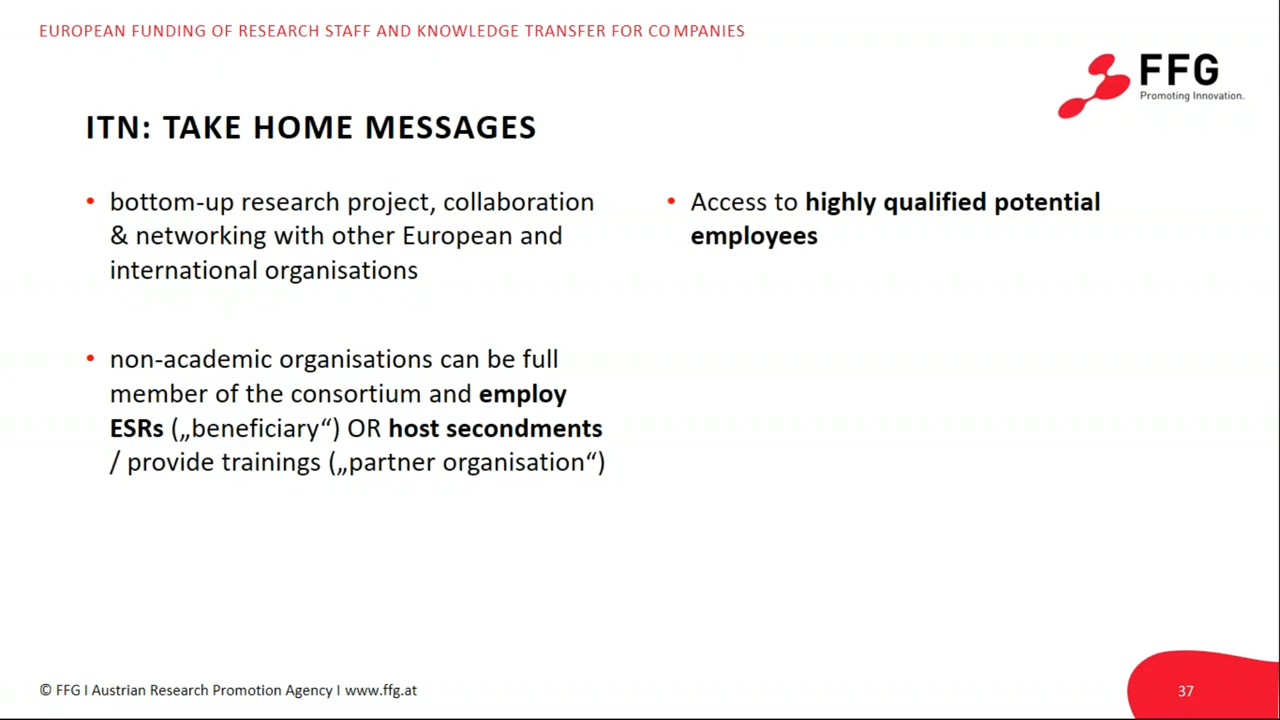 EUROPEAN FUNDING OF RESEARCH STAFF AND KNOWLEDGE TRANSFER FOR COMPANIES
FFG
Promoting Innovation.
ITN: TAKE HOME MESSAGES
• bottom-up research project, collaboration
& networking with other European and
international organisations
• non-academic organisations can be full
member of the consortium and employ
ESRs („beneficiary“) OR host secondments
/ provide trainings („partner organisation“)
• Access to highly qualified potential
employees
© FFG I Austrian Research Promotion Agency I www.ffg.at
37